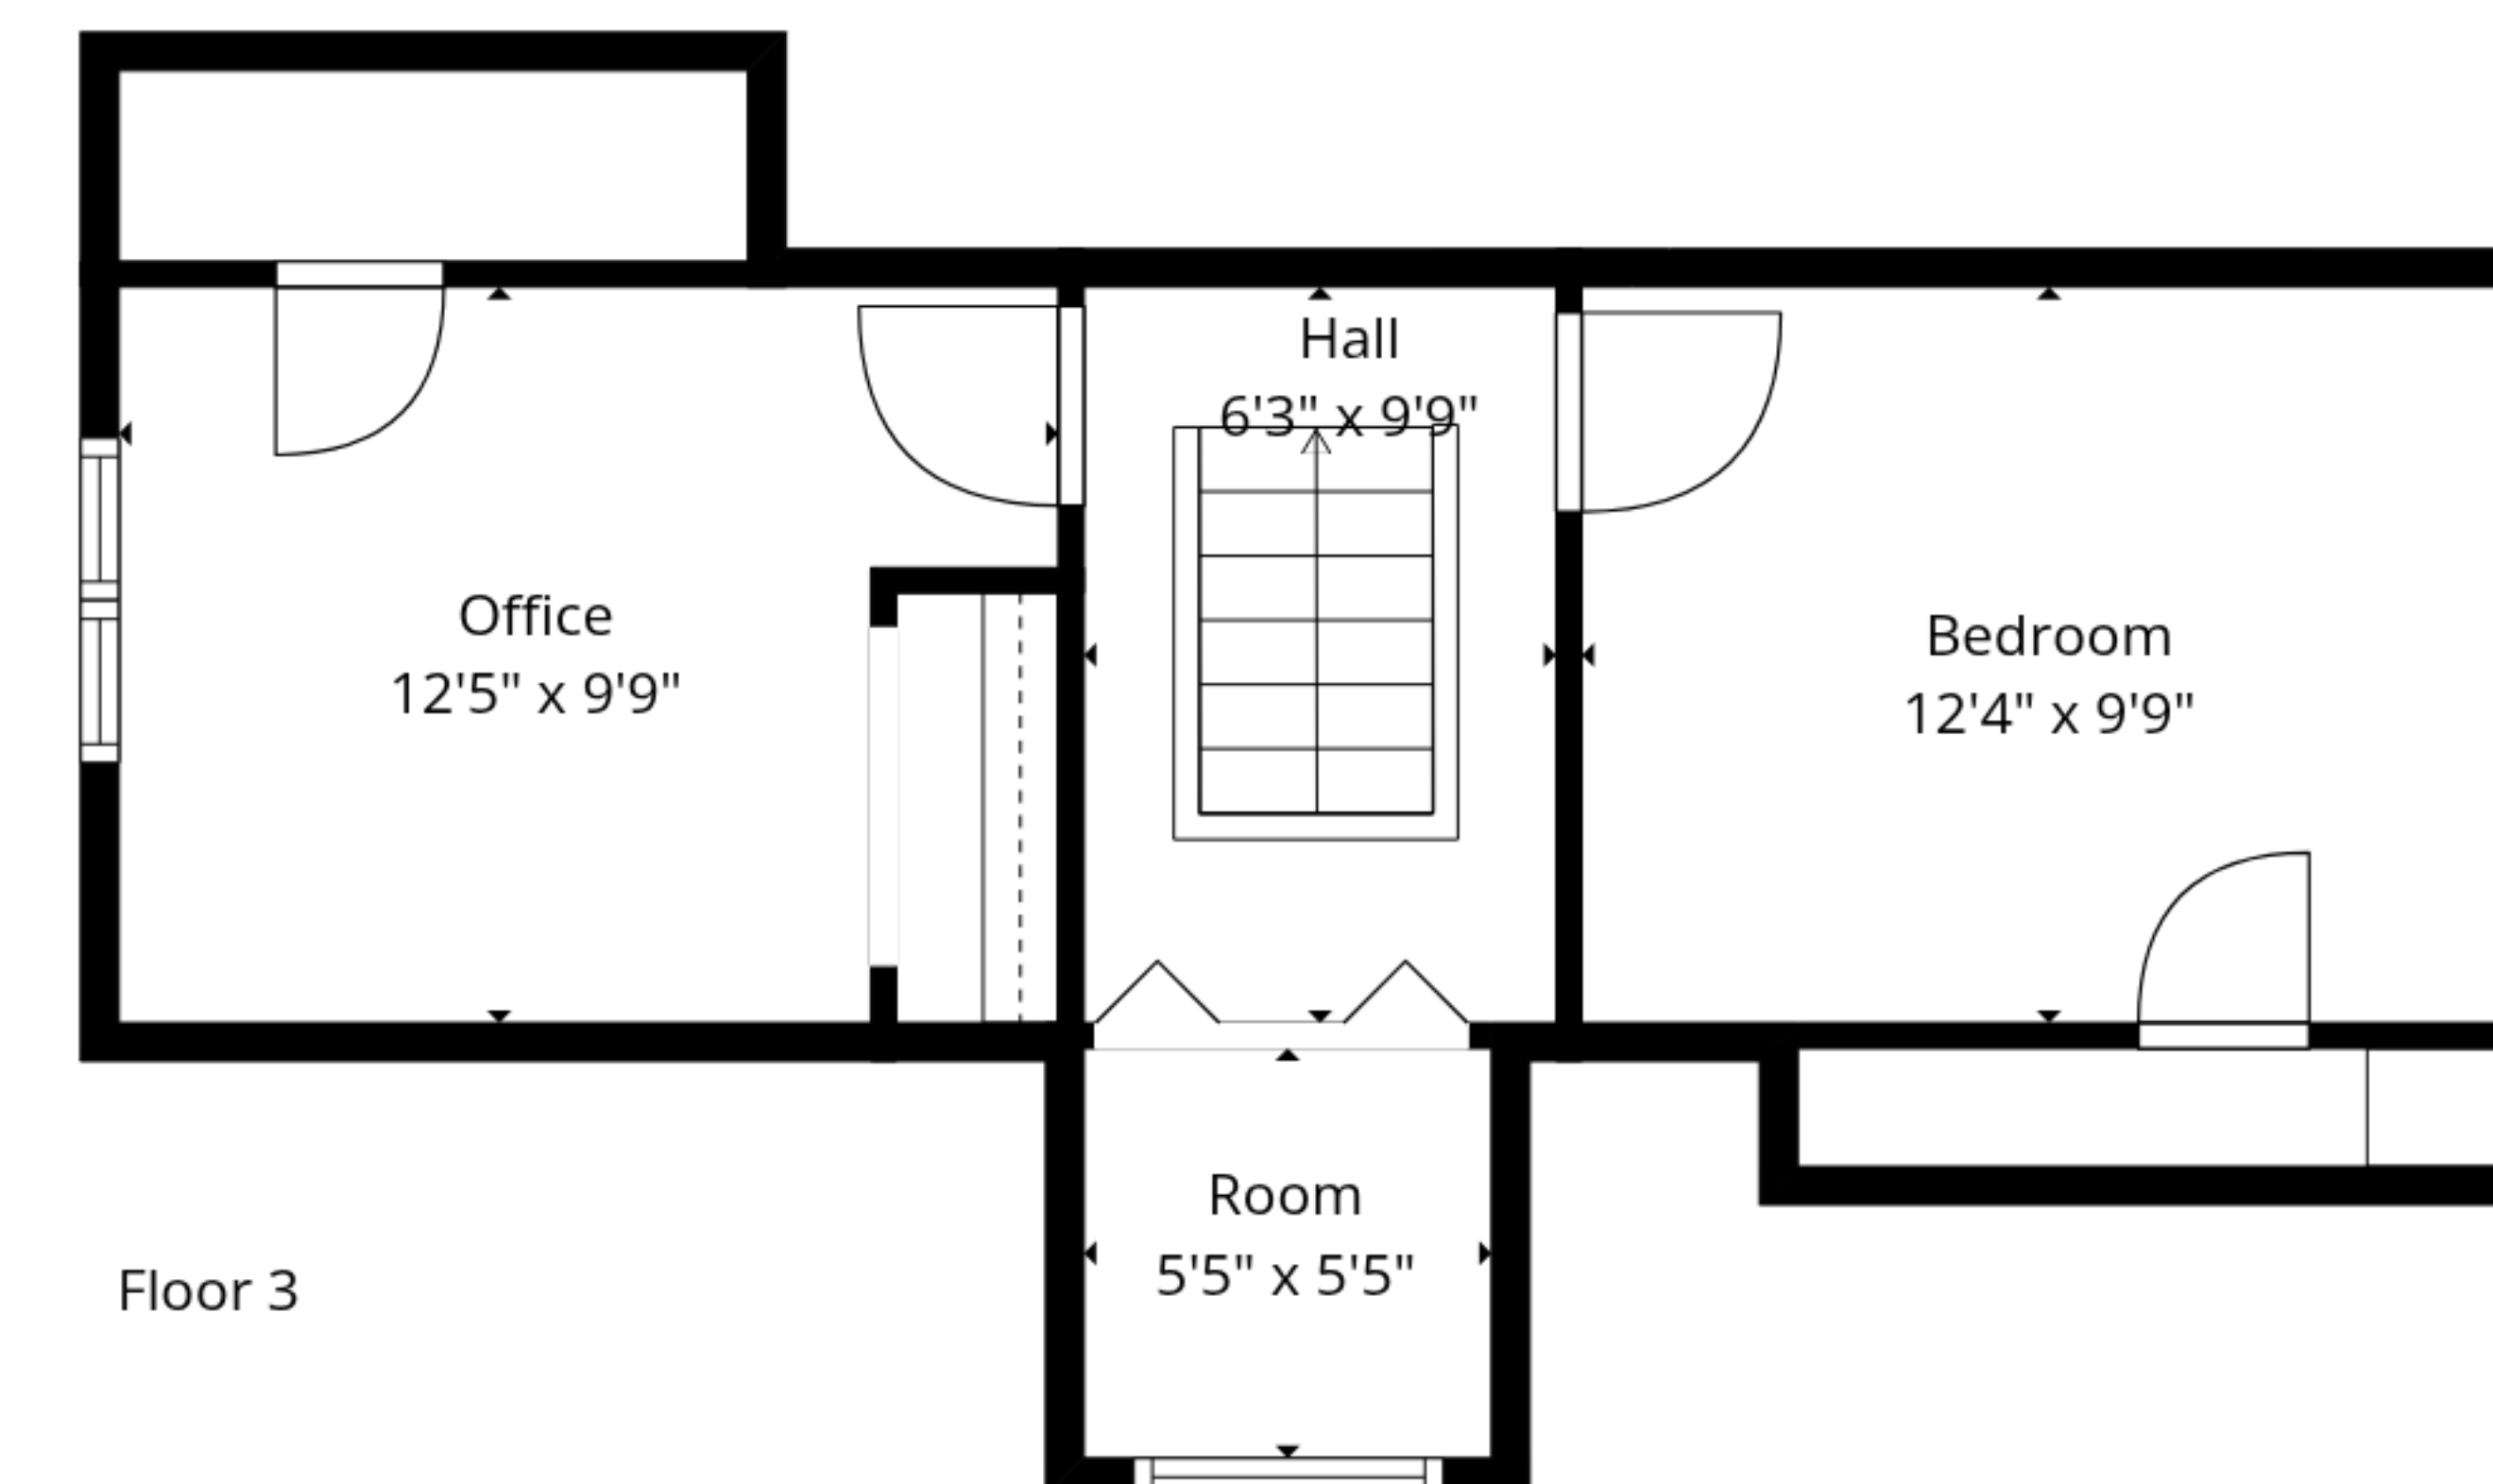 Hall
6'3" x 9'9"
Office
12'5" x 9'9"
Bedroom
12'4" x 9'9"
Room
5'5" x 5'5"
Floor 3